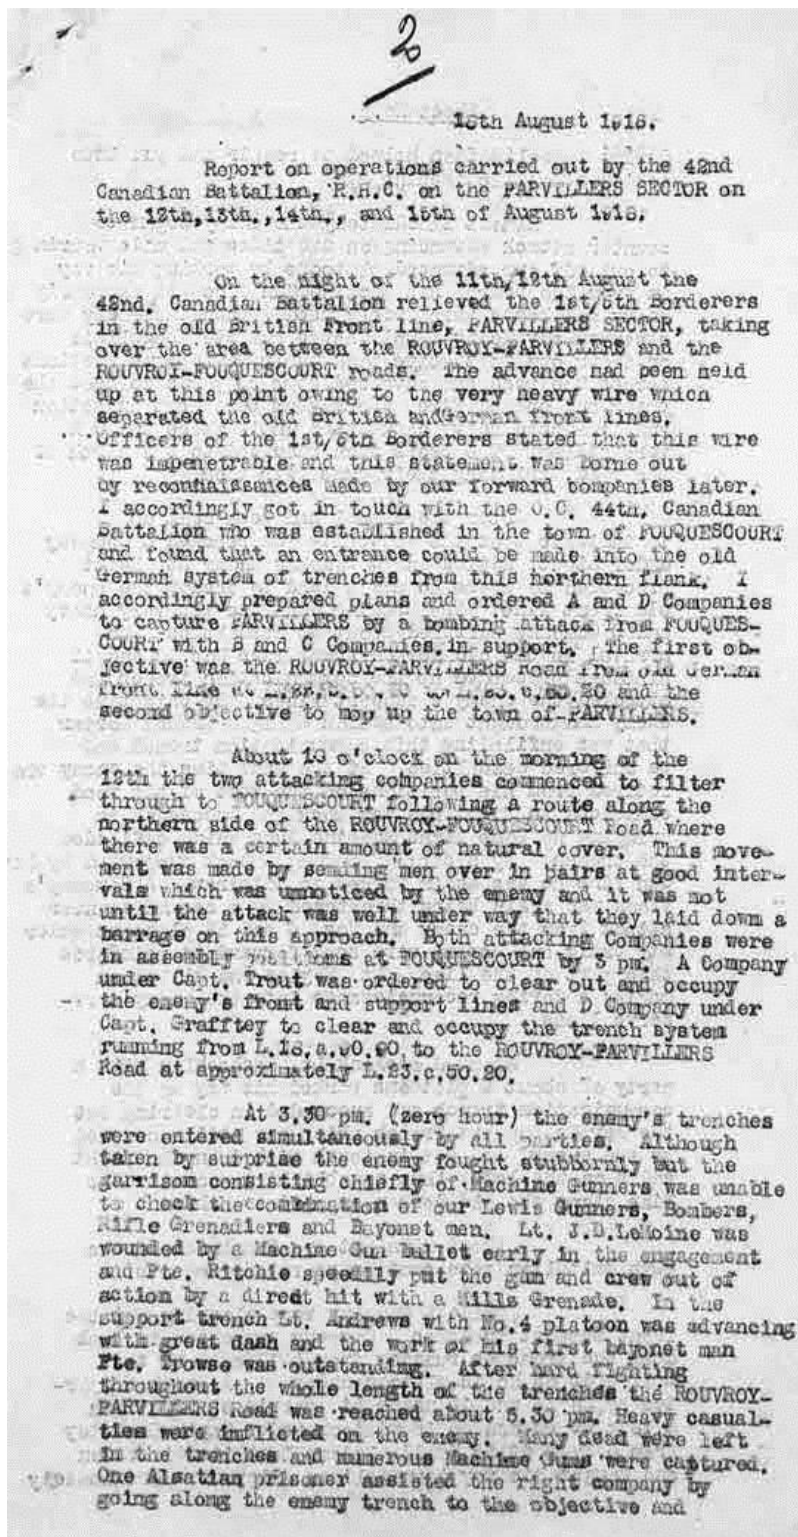 2
16th August 1918.
Report on operations carried out by the 42nd
Canadian Battalion, R.H.C. on the PARVILLERS SECTOR on
the 12th,13th.,14th., and 15th of August 1918.
On the night of the 11th/12th August the
42nd. Canadian Battalion relieved the 1st/5th Borderers
in the old British Front line, PARVILLERS SECTOR, taking
over the area between the ROUVROY-PARVILLERS and the
ROUVROY-FOUQUESCOURT roads. The advance had been held
up at this point owing to the very heavy wire which
separated the old British andGerman front lines.
Officers of the 1st/5th Borderers stated that this wire
was impenetrable and this statement was borne out
by reconnaissances made by our forward companies later.
I accordingly got in touch with the O.C. 44th. Canadian
Battalion who was established in the town of FOUQUESCOURT
and found that an entrance could be made into the old
German system of trenches from this northern flank. I
accordingly prepared plans and ordered A and D Companies
to capture PARVILLERS by a bombing attack from FOUQUES-
COURT with B and C Companies.in support. The first ob-
jective was the ROUVROY-PARVILLERS Road from old German
front line at and the
second objective to mop up the town of PARVILLERS.
About 10 o'clock on the morning of the
12th the two attacking companies commenced to filter
through to FOUQUESCOURT following a route along the
northern side of the ROUVROY-FOUQUESCOURT Road where
there was a certain amount of natural cover. This move-
ment was made by sending men over in pairs at good inter-
vals which was unnoticed by the enemy and it was not
until the attack was well under way that they laid down a
barrage on this approach. Both attacking Companies were
in assembly positions at FOUQUESCOURT by 3 pm. A Company
under Capt. Trout was ordered to clear out and occupy
the enemy's front and support lines and D Company under
Capt. Grafftey to clear and occupy the trench system
running from to the ROUVROY-PARVILLERS
Road at approximately L.23.c.50.20.
At 3.30 pm. (zero hour) the enemy's trenches
were entered simultaneously by all parties. Although
taken by surprise the enemy fought stubbornly but the
garrison consisting chiefly of Machine Gunners was unable
to check the combination of our Lewis Gunners, Bombers,
Rifle Grenadiers and Bayonet men. Lt. J.D.LeMoine was
wounded by a Machine Gun bullet early in the engagement
and Pte. Ritchie speedily put the gun and crew out of
action by a direct hit with a Mills Grenade. In the
support trench Lt. Andrews with No.4 platoon was advancing
with great dash and the work of his first bayonet man
Pte. Trowse was outstanding. After hard fighting
throughout the whole length of the trenches the ROUVROY-
PARVILLERS Road was reached about 5.30 pm. Heavy casual-
ties were inflicted on the enemy. Many dead were left
in the trenches and numerous Machine Guns were captured.
One Alsatian prisoner assisted the right company by
going along the enemy trench to the objective and